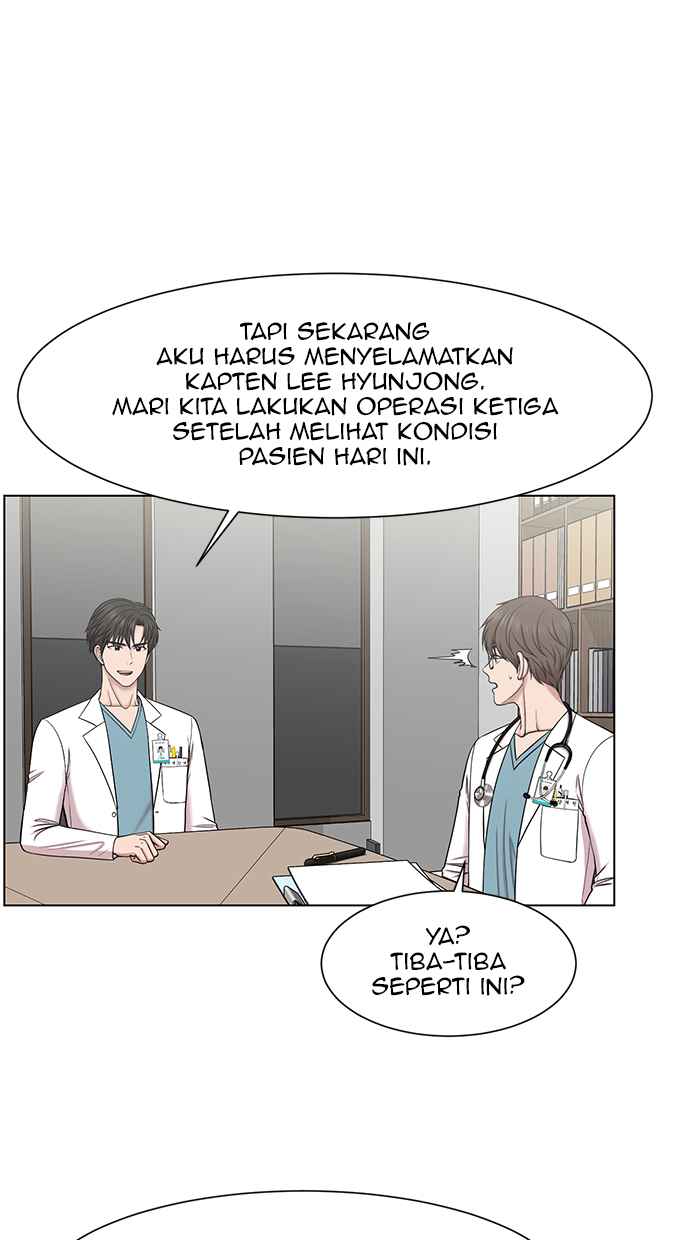 TAPI SEKARANG
AKU HARUS MENYELAMATKAN
KAPTEN LEE HYUNJONG.
MARI KITA LAKUKAN OPERASI KETIGA
SETELAH MELIHAT KONDISI
PASIEN HARI INI.
YA?
TIBA-TIBA
SEPERTI INI?